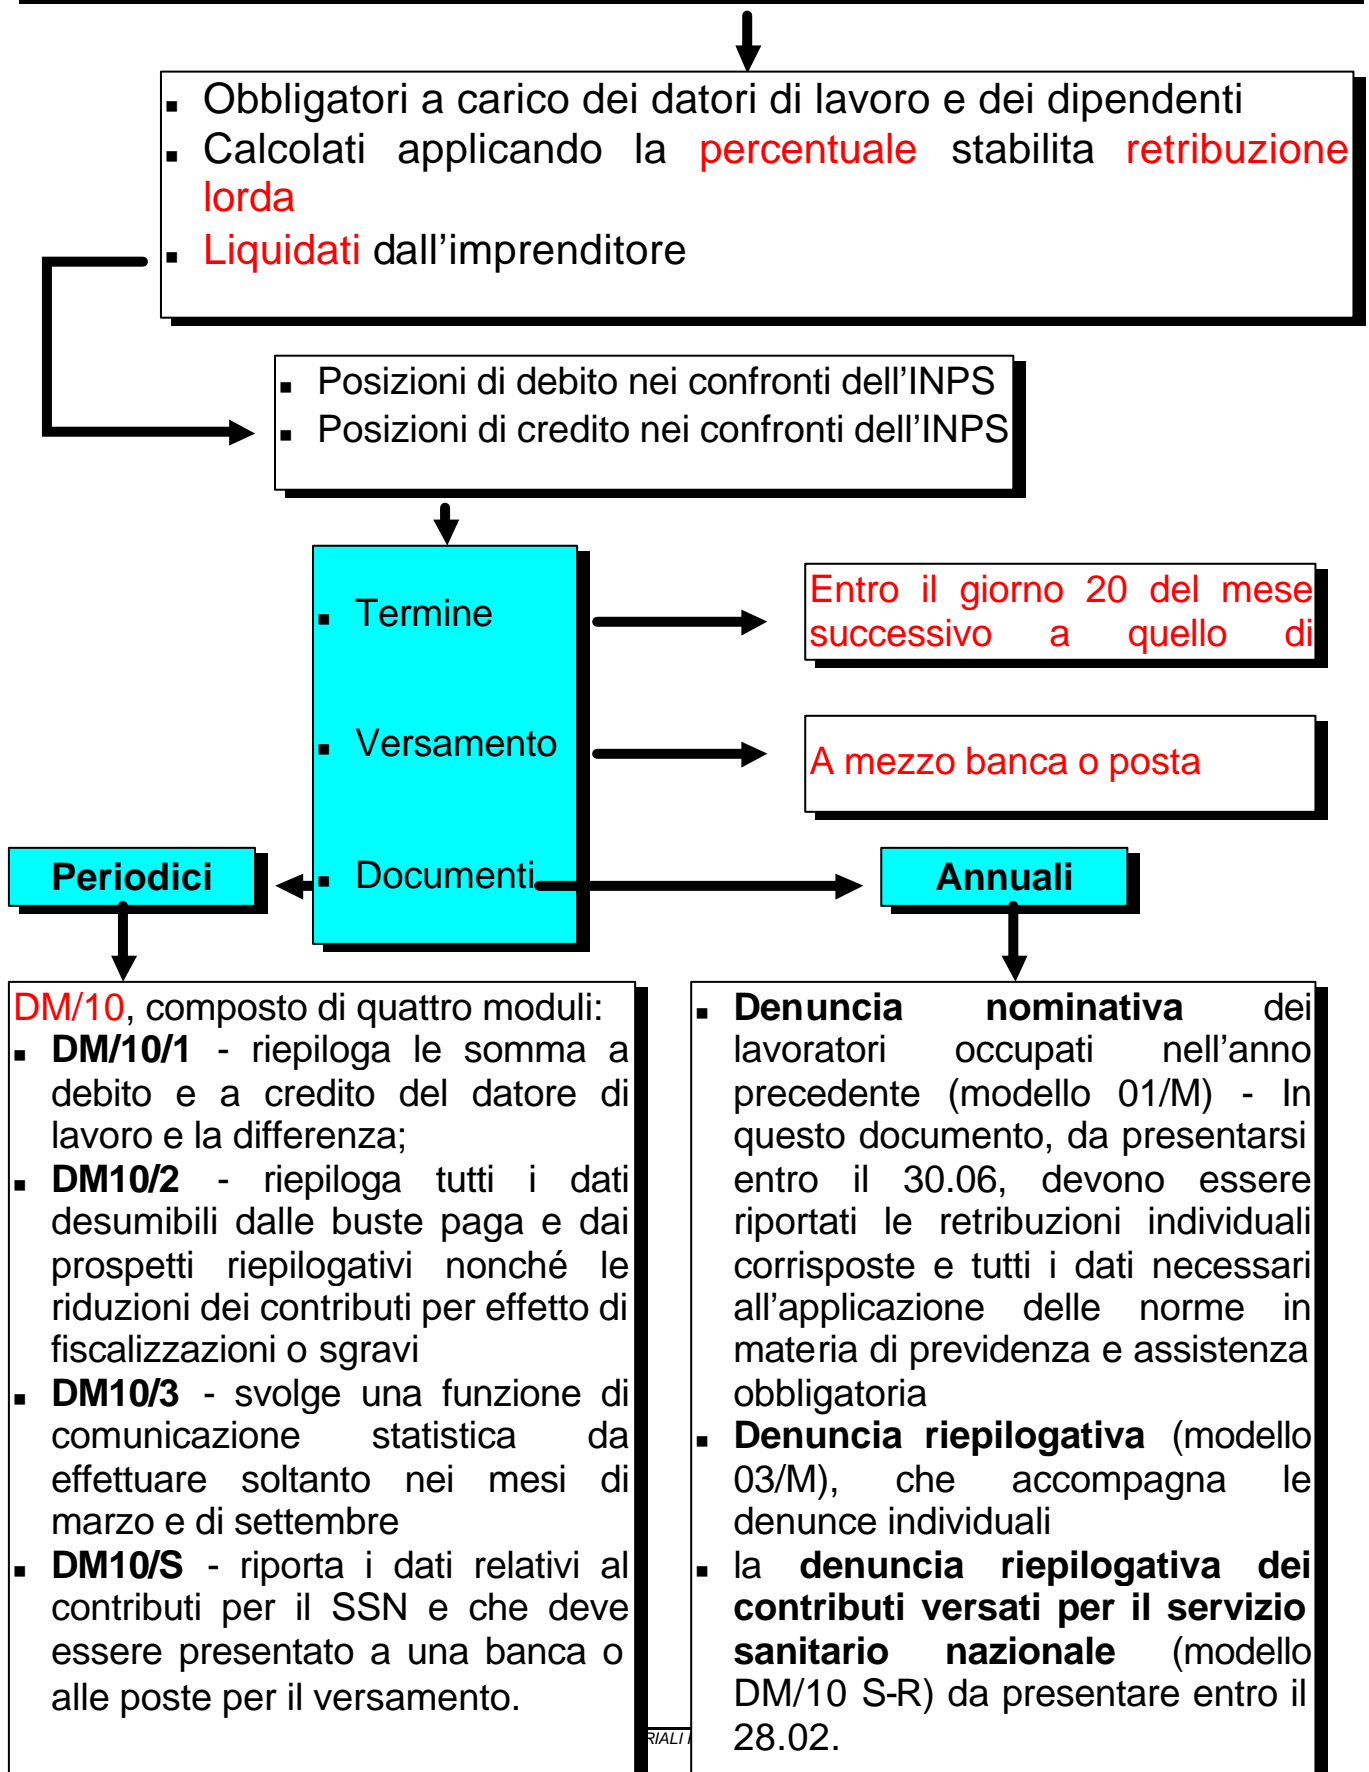 ▪ Obbligatori a carico dei datori di lavoro e dei dipendenti
▪ Calcolati applicando la percentuale stabilita retribuzione
lorda
▪ Liquidati dall'imprenditore
▪ Posizioni di debito nei confronti dell'INPS
▪ Posizioni di credito nei confronti dell'INPS
▪ Termine
Entro il giorno 20 del mese
successivo a quello di
▪ Versamento
A mezzo banca o posta
▪ Documenti
Periodici
Annuali
DM/10, composto di quattro moduli:
▪ DM/10/1 - riepiloga le somma a
debito e a credito del datore di
lavoro e la differenza;
▪ DM10/2 - riepiloga tutti i dati
desumibili dalle buste paga e dai
prospetti riepilogativi nonché le
riduzioni dei contributi per effetto di
fiscalizzazioni o sgravi
▪ DM10/3 - svolge una funzione di
comunicazione statistica da
effettuare soltanto nei mesi di
marzo e di settembre
▪ DM10/S - riporta i dati relativi al
contributi per il SSN e che deve
essere presentato a una banca o
alle poste per il versamento.
▪ Denuncia nominativa dei
lavoratori occupati nell'anno
precedente (modello 01/M) - In
questo documento, da presentarsi
entro il 30.06, devono essere
riportati le retribuzioni individuali
corrisposte e tutti i dati necessari
all'applicazione delle norme in
materia di previdenza e assistenza
obbligatoria
▪ Denuncia riepilogativa (modello
03/M), che accompagna le
denunce individuali
▪ la denuncia riepilogativa dei
contributi versati per il servizio
sanitario nazionale (modello
DM/10 S-R) da presentare entro il
28.02.